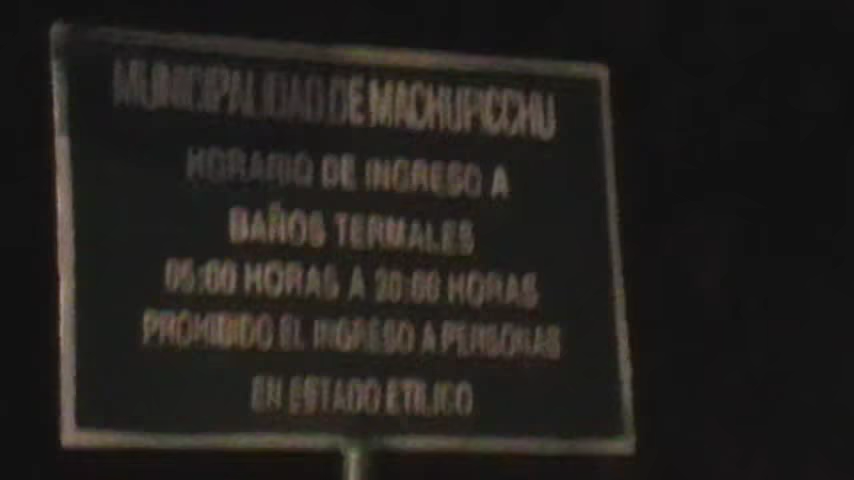 MUNICIPALIDAD DE MACHUPICCHU
HORARIO DE INGRESO A
BAÑOS TERMALES
05:00 HORAS A 20:00 HORAS
PROHIBIDO EL INGRESO A PERSONAS
EN ESTADO ETILICO